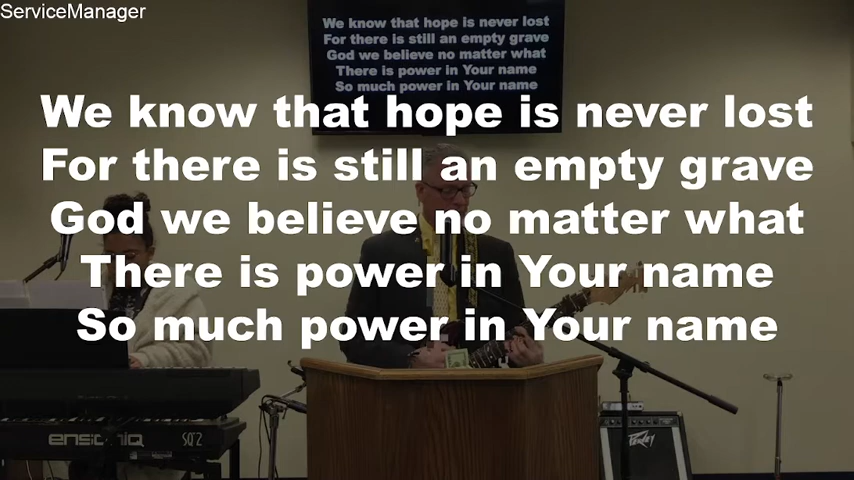 ServiceManager
We know that hope is never lost
For there is still an empty grave
God we believe no matter what
There is power in Your name
So much power in Your name
We know that hope is never lost
For there is still an empty grave
God we believe no matter what
There is power in Your name
So much power in Your name
ensoniq SQ2
PEAVEY